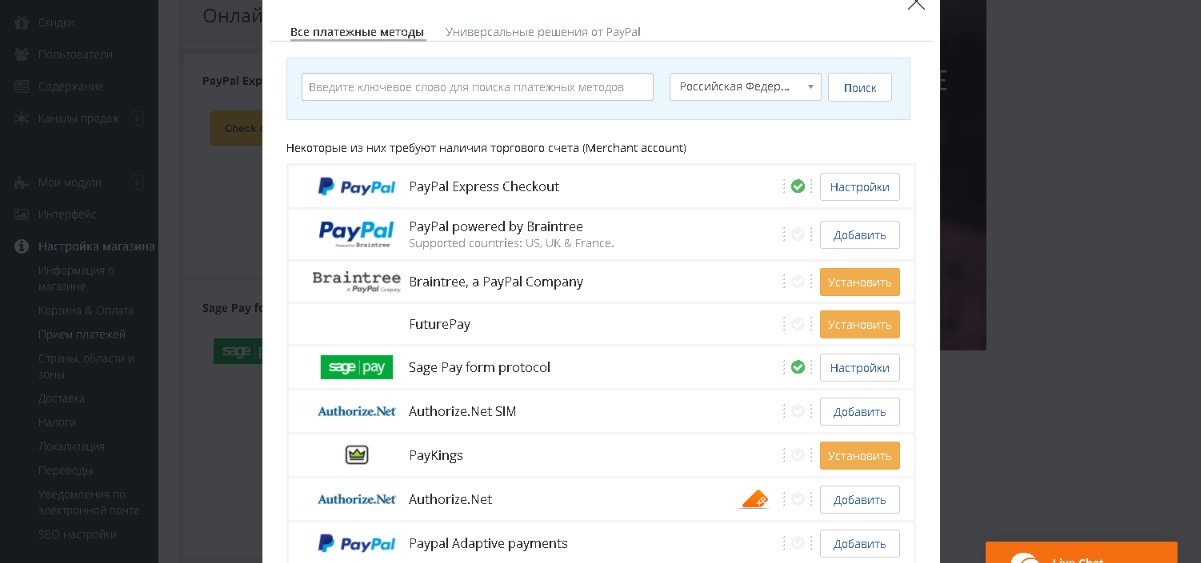 Скидки
Пользователи
Содержание
Каналы продаж
Мои модули
Интерфейс
Настройка магазина
Информация о
магазине
Корзина & Оплата
Прием платежей
Страны, области и
зоны
Доставка
Налоги
Локализация
Переводы
Уведомления по
электронной почте
SEO настройки
Онлай
PayPal Exp
Check o
Sage Pay fo
sage p
Все платежные методы
Универсальные решения от PayPal
Введите ключевое слово для поиска платежных методов
Российская Федер...
Поиск
Некоторые из них требуют наличия торгового счета (Merchant account)
PayPal PayPal Express Checkout Настройки
PayPal PayPal powered by Braintree Добавить
Powered by Braintree Supported countries: US, UK & France.
Braintree Braintree, a PayPal Company Установить
A PayPal Company
FuturePay Установить
sage pay Sage Pay form protocol Настройки
Authorize.Net Authorize.Net SIM Добавить
PayKings Установить
Authorize.Net Authorize.Net Добавить
PayPal Paypal Adaptive payments Добавить
E
Live Chat